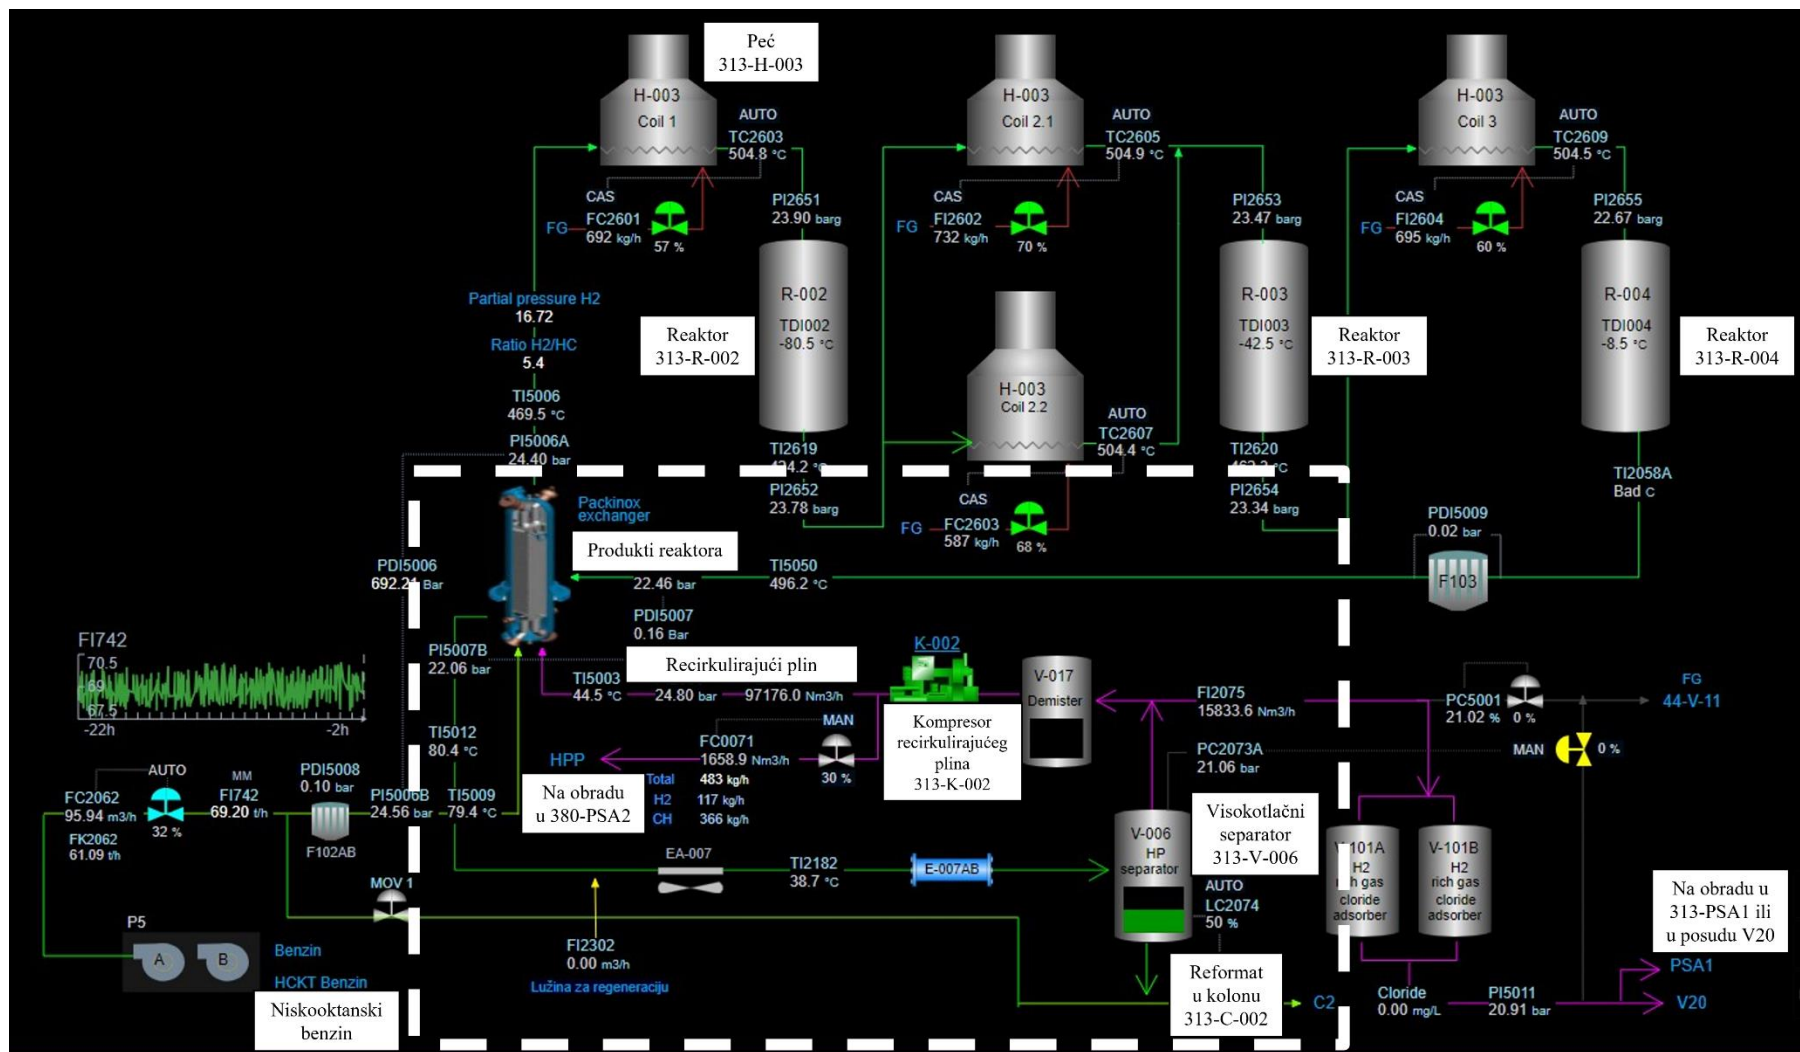 Peć
313-H-003
H-003
Coil 1
AUTO
TC2603
504.8 °C
CAS
FC2601
692 kg/h
FG
57 %
PI2651
23.90 barg
H-003
Coil 2.1
AUTO
TC2605
504.9 °C
CAS
FI2602
732 kg/h
FG
70 %
PI2653
23.47 barg
H-003
Coil 3
AUTO
TC2609
504.5 °C
CAS
FI2604
695 kg/h
FG
60 %
PI2655
22.67 barg
Partial pressure H2
16.72
Ratio H2/HC
5.4
TI5006
469.5 °C
PI5006A
24.40 bar
Reaktor
313-R-002
R-002
TDI002
-80.5 °C
TI2619
PI2652
23.78 barg
H-003
Coil 2.2
AUTO
TC2607
504.4 °C
CAS
FC2603
587 kg/h
FG
68 %
R-003
TDI003
-42.5 °C
Reaktor
313-R-003
TI2620
PI2654
23.34 barg
R-004
TDI004
-8.5 °C
Reaktor
313-R-004
TI2058A
Bad C
PDI5009
0.02 bar
F103
Packinox
exchanger
Produkti reaktora
22.46 bar
TI5050
496.2 °C
PDI5006
Bar
PDI5007
0.16 Bar
PI5007B
22.06 bar
Recirkulirajući plin
TI5003
44.5 °C
24.80 bar
97176.0 Nm3/h
K-002
V-017
Demister
FI2075
15833.6 Nm3/h
PC5001
21.02 %
0 %
FG
44-V-11
FI742
70.5
69
67.5
-22h
-2h
TI5012
80.4 °C
HPP
FC0071
1658.9 Nm3/h
MAN
30 %
Total
483 kg/h
H2
117 kg/h
CH
366 kg/h
Kompresor
recirkulirajućeg
plina
313-K-002
PC2073A
21.06 bar
MAN
0 %
Na obradu
u 380-PSA2
AUTO
FC2062
95.94 m3/h
32 %
FK2062
61.09 t/h
MM
FI742
69.20 t/h
PDI5008
0.10 bar
F102AB
PI5006B
24.56 bar
TI5009
79.4 °C
EA-007
TI2182
38.7 °C
E-007AB
V-006
HP
separator
Visokotlačni
separator
313-V-006
AUTO
LC2074
50 %
V-101A
H2
rich gas
cloride
adsorber
V-101B
H2
rich gas
cloride
adsorber
Na obradu u
313-PSA1 ili
u posudu V20
MOV 1
P5
A
B
Benzin
HCKT Benzin
Niskooktanski
benzin
FI2302
0.00 m3/h
Lužina za regeneraciju
Reformat
u kolonu
313-C-002
C2
Cloride
0.00 mg/L
PI5011
20.91 bar
PSA1
V20